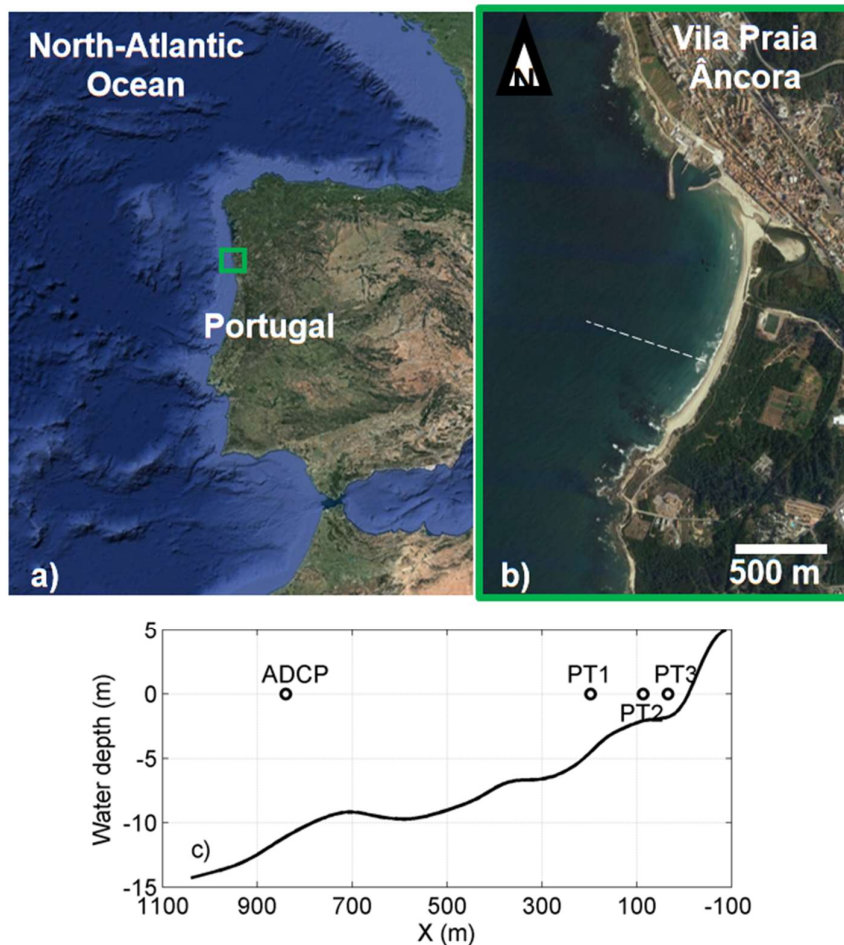 North-Atlantic
Ocean
Portugal
a)
N
Vila Praia
Âncora
b)
500 m
5
0
-5
-10
-15
Water depth (m)
ADCP
PT1
PT3
PT2
c)
1100
900
700
500
300
100
-100
X (m)